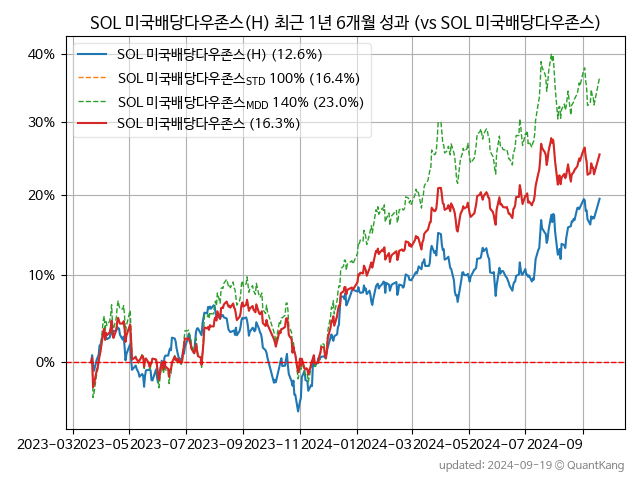 SOL 미국배당다우존스(H) 최근 1년 6개월 성과 (vs SOL 미국배당다우존스)
SOL 미국배당다우존스(H) (12.6%)
SOL 미국배당다우존스STD 100% (16.4%)
SOL 미국배당다우존스MDD 140% (23.0%)
SOL 미국배당다우존스 (16.3%)
40%
30%
20%
10%
0%
2023-03 2023-05 2023-07 2023-09 2023-11 2024-01 2024-03 2024-05 2024-07 2024-09
updated: 2024-09-19 © QuantKang